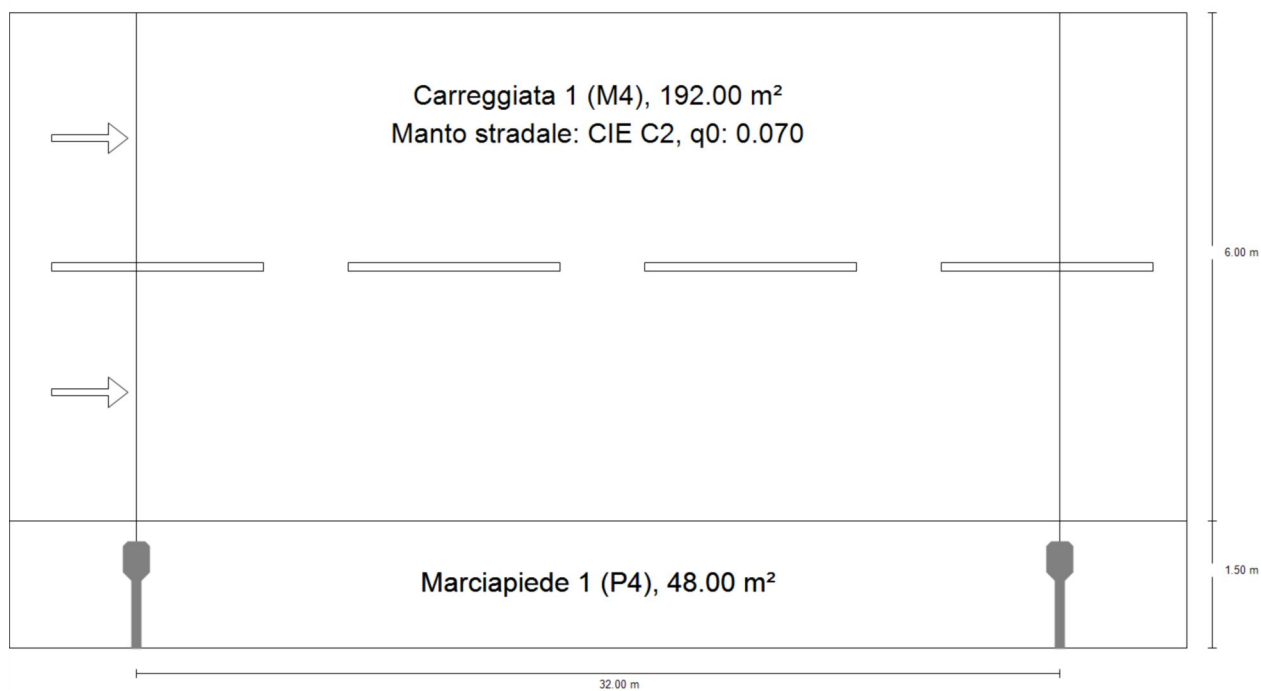 Carreggiata 1 (M4), 192.00 m²
Manto stradale: CIE C2, q0: 0.070
6.00 m
1.50 m
Marciapiede 1 (P4), 48.00 m²
32.00 m